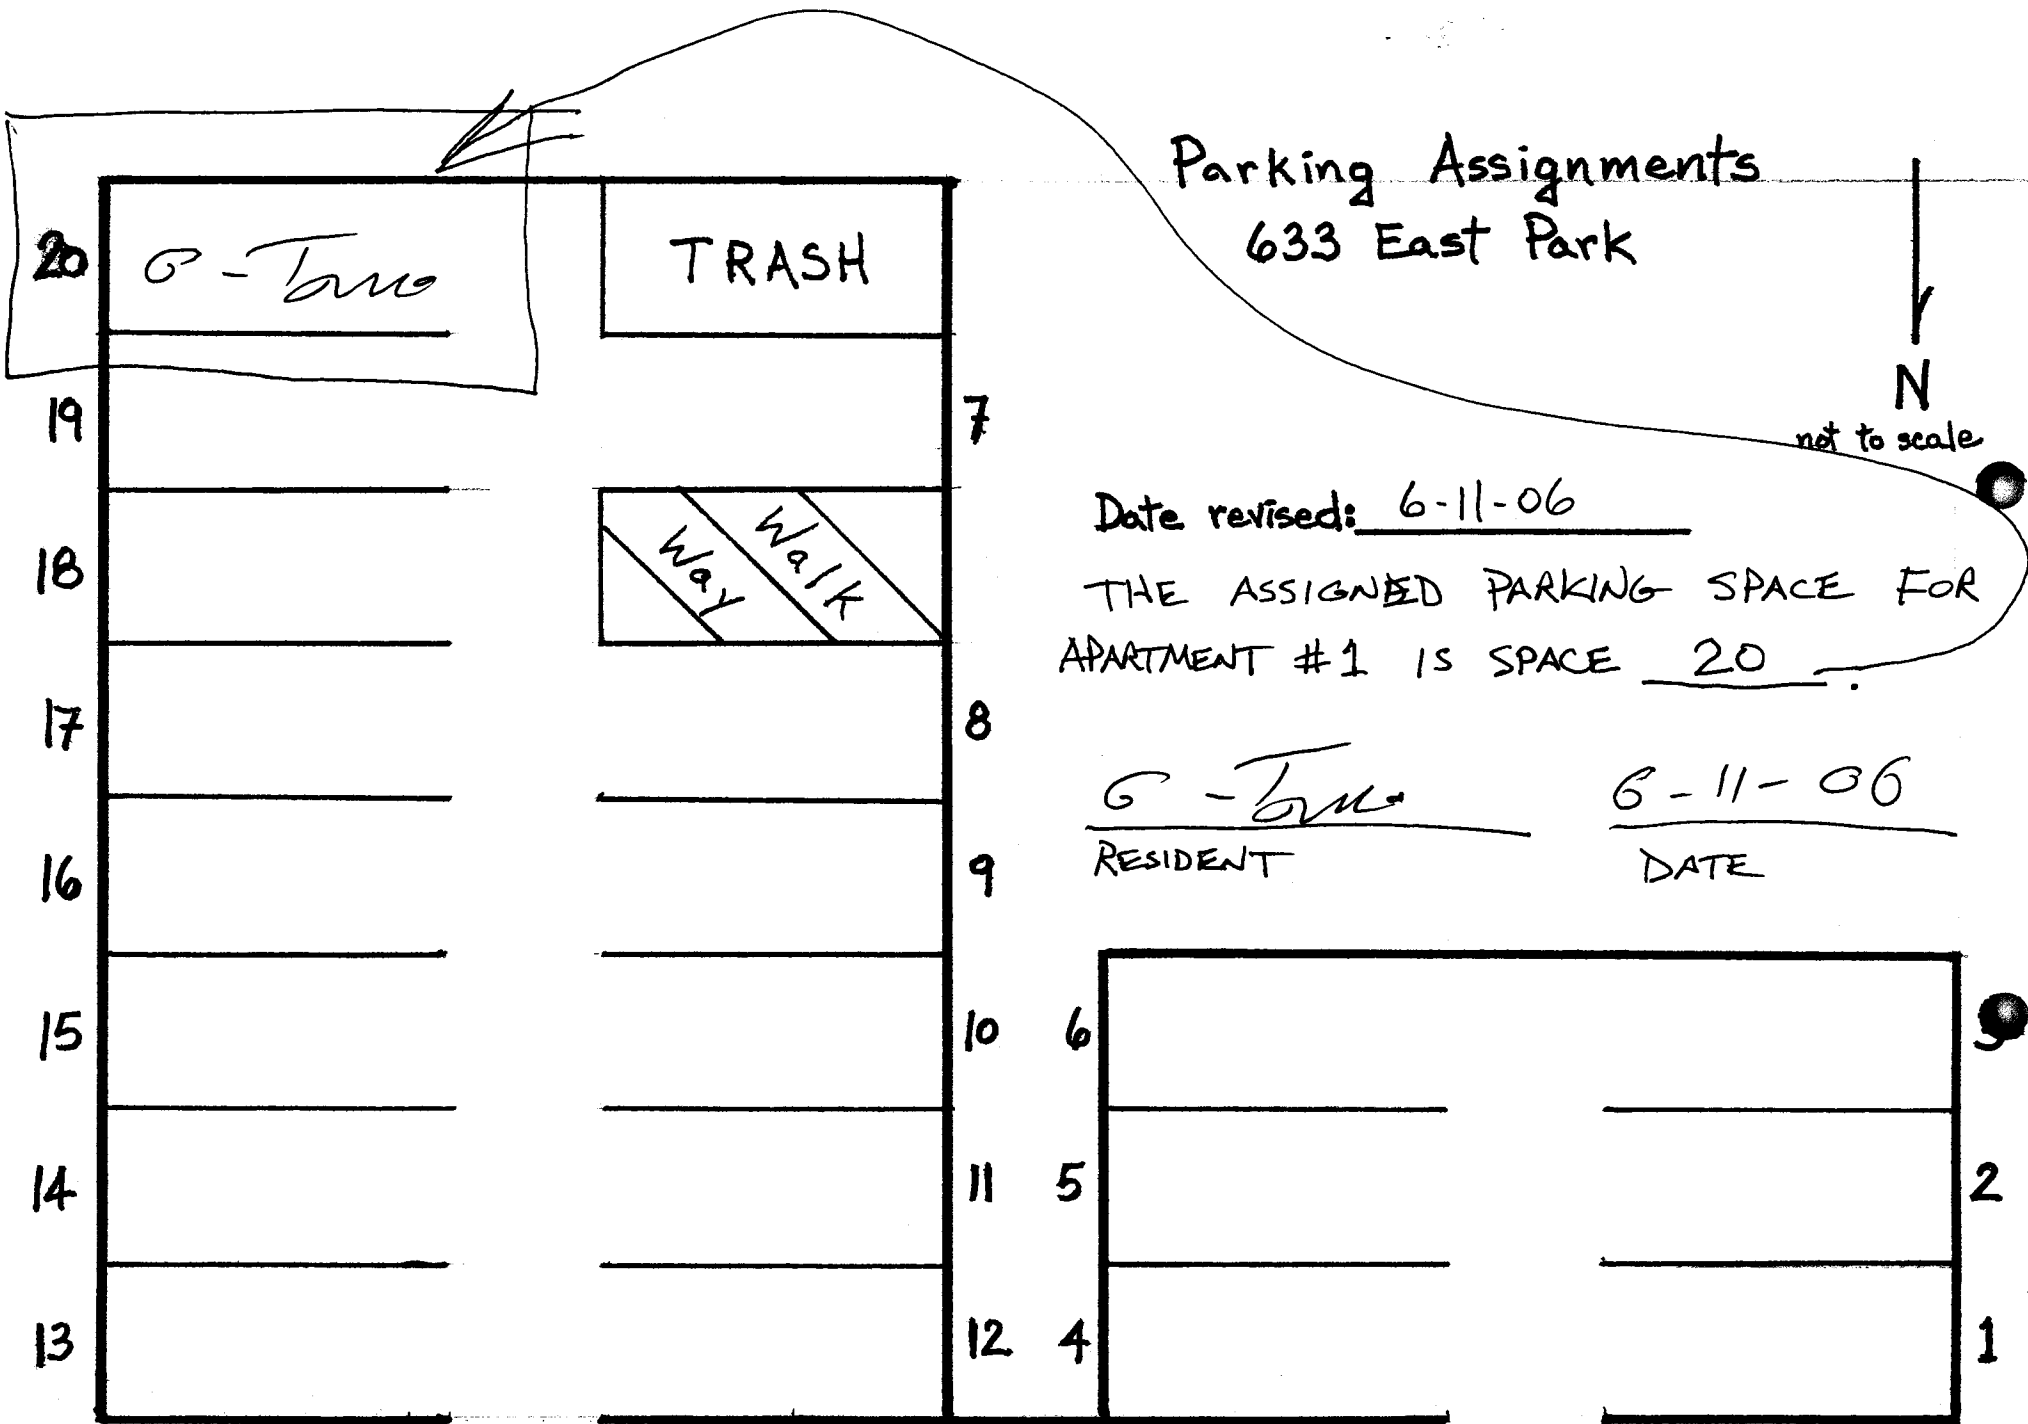 Parking Assignments
633 East Park
N
not to scale
20
TRASH
19
7
Date revised: 6-11-06
18
Way Walk
THE ASSIGNED PARKING SPACE FOR
APARTMENT #1 IS SPACE 20.
17
8
6-11-06
RESIDENT DATE
16
9
15
10
6
14
11
5
2
13
12
4
1